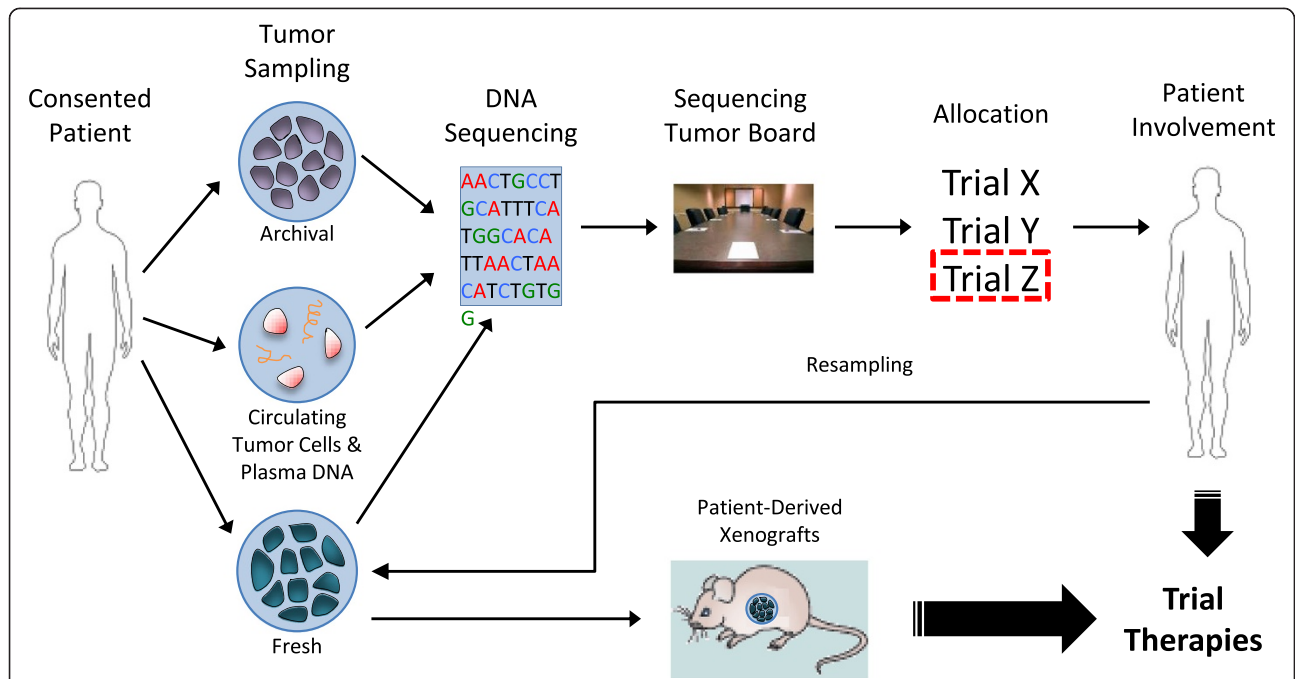 Consented
Patient
Tumor
Sampling
Archival
Circulating
Tumor Cells &
Plasma DNA
Fresh
DNA
Sequencing
AACTGCCT
GCATTTCA
TGGCACA
TTAACTAA
CATCTGTG
G
Sequencing
Tumor Board
Allocation
Trial X
Trial Y
Trial Z
Patient
Involvement
Resampling
Patient-Derived
Xenografts
Trial
Therapies